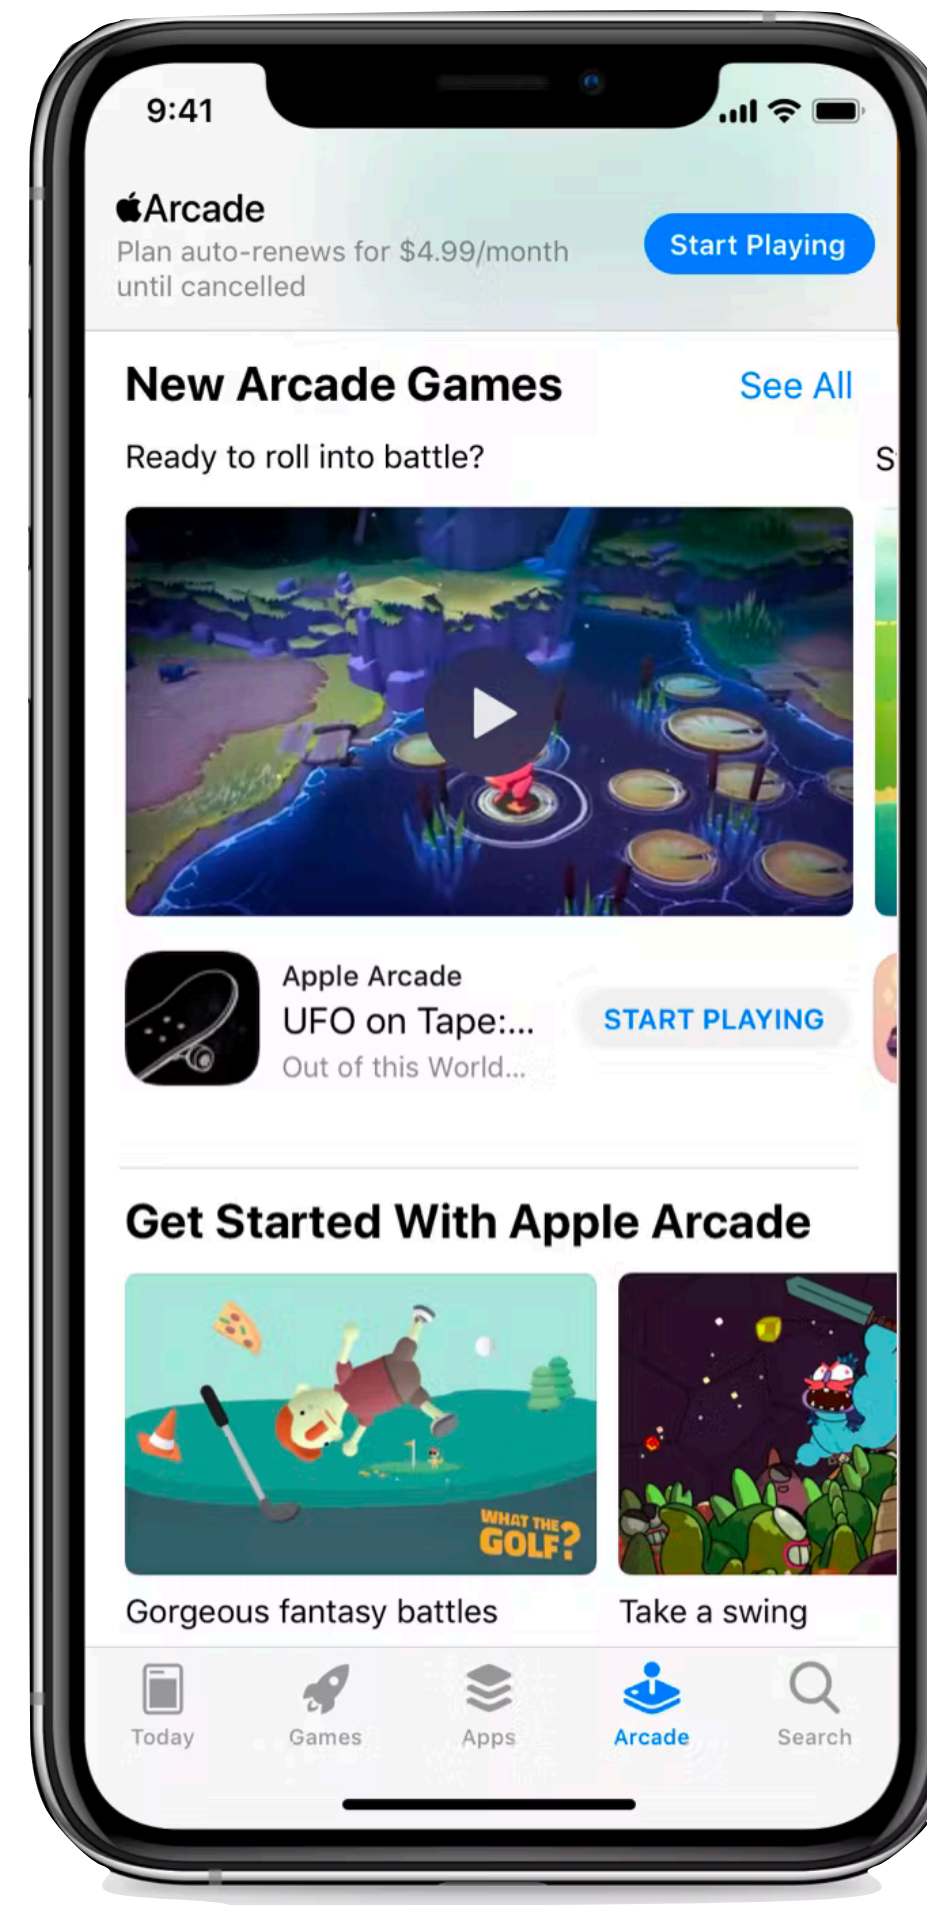 9:41
Arcade
Plan auto-renews for $4.99/month
until cancelled
Start Playing
New Arcade Games
See All
Ready to roll into battle?
S
Apple Arcade
UFO on Tape:...
Out of this World...
START PLAYING
Get Started With Apple Arcade
WHAT THE
GOLF?
Gorgeous fantasy battles
Take a swing
Today
Games
Apps
Arcade
Search